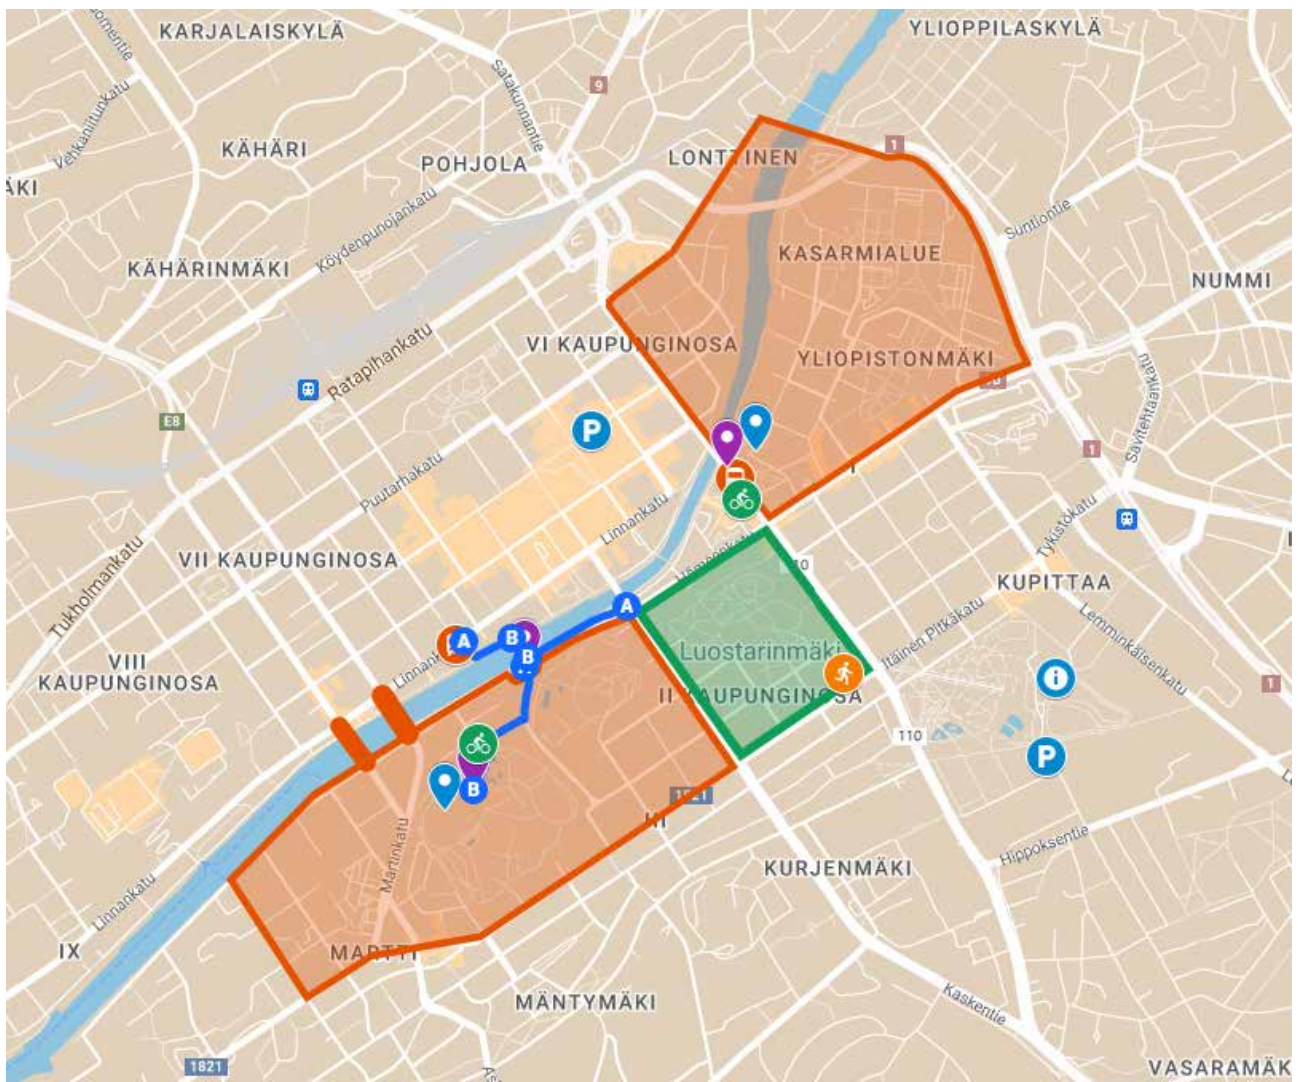 KARJALAISKYLÄ
YLIOPPILASKYLÄ
Satakunnantie
9
Vehkaniitunkatu
KÄHÄRI
POHJOLA
LONTTINEN
1
ÄKI
Köydenpunojankatu
Suntiontie
KÄHÄRINMÄKI
KASARMIALUE
NUMMI
Ratapihankatu
VI KAUPUNGINOSA
YLIOPISTONMÄKI
E8
P
Savitehtaankatu
1
Puutarhakatu
Linnankatu
Tykistökatu
VII KAUPUNGINOSA
Tukholmankatu
KUPITTAA
A
Lemminkäisenkatu
Itäinen Pitkäkatu
A
B
B
Luostarinmäki
VIII
KAUPUNGINOSA
II KAUPUNGINOSA
i
1
110
P
B
Martinkatu
Hippoksentie
KURJENMÄKI
Linnankatu
IX
MARTTI
MÄNTYMÄKI
Kaskentie
1821
VASARAMÄK